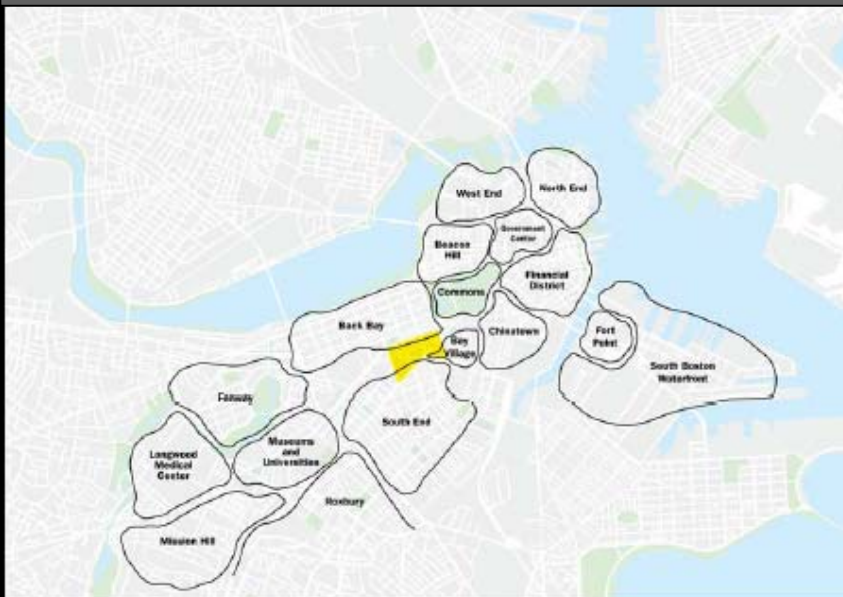 West End
North End
Government
Center
Beacon
Hill
Commons
Financial
District
Back Bay
Bay
Village
Chinatown
Fort
Point
South Boston
Waterfront
Fenway
South End
Museums
and
Universities
Longwood
Medical
Center
Roxbury
Mission Hill